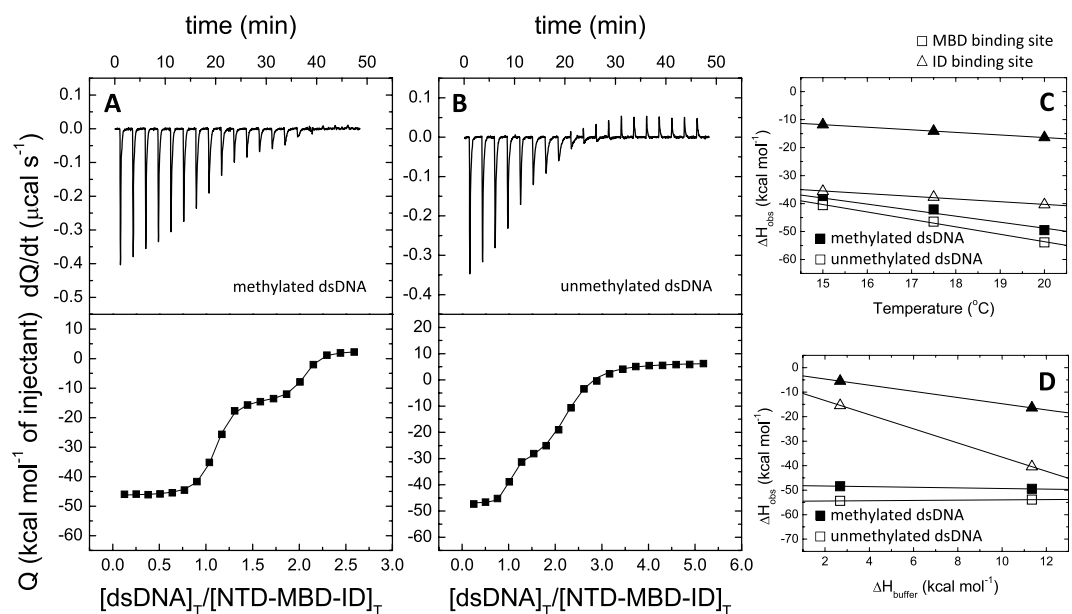 time (min)
0 10 20 30 40 50
A
0.1
0.0
-0.1
-0.2
-0.3
-0.4
-0.5
dQ/dt (μcal s⁻¹)
methylated dsDNA
10
0
-10
-20
-30
-40
-50
-60
Q (kcal mol⁻¹ of injectant)
0.0 0.5 1.0 1.5 2.0 2.5 3.0
[dsDNA]T/[NTD-MBD-ID]T
time (min)
0 10 20 30 40 50
B
0.1
0.0
-0.1
-0.2
-0.3
-0.4
unmethylated dsDNA
20
10
0
-10
-20
-30
-40
-50
-60
0.0 1.0 2.0 3.0 4.0 5.0 6.0
[dsDNA]T/[NTD-MBD-ID]T
□ MBD binding site
△ ID binding site
C
0
-10
-20
-30
-40
-50
-60
ΔHobs (kcal mol⁻¹)
■ methylated dsDNA
□ unmethylated dsDNA
15 16 17 18 19 20
Temperature (°C)
D
0
-10
-20
-30
-40
-50
-60
-70
ΔHobs (kcal mol⁻¹)
■ methylated dsDNA
□ unmethylated dsDNA
2 4 6 8 10 12
ΔHbuffer (kcal mol⁻¹)